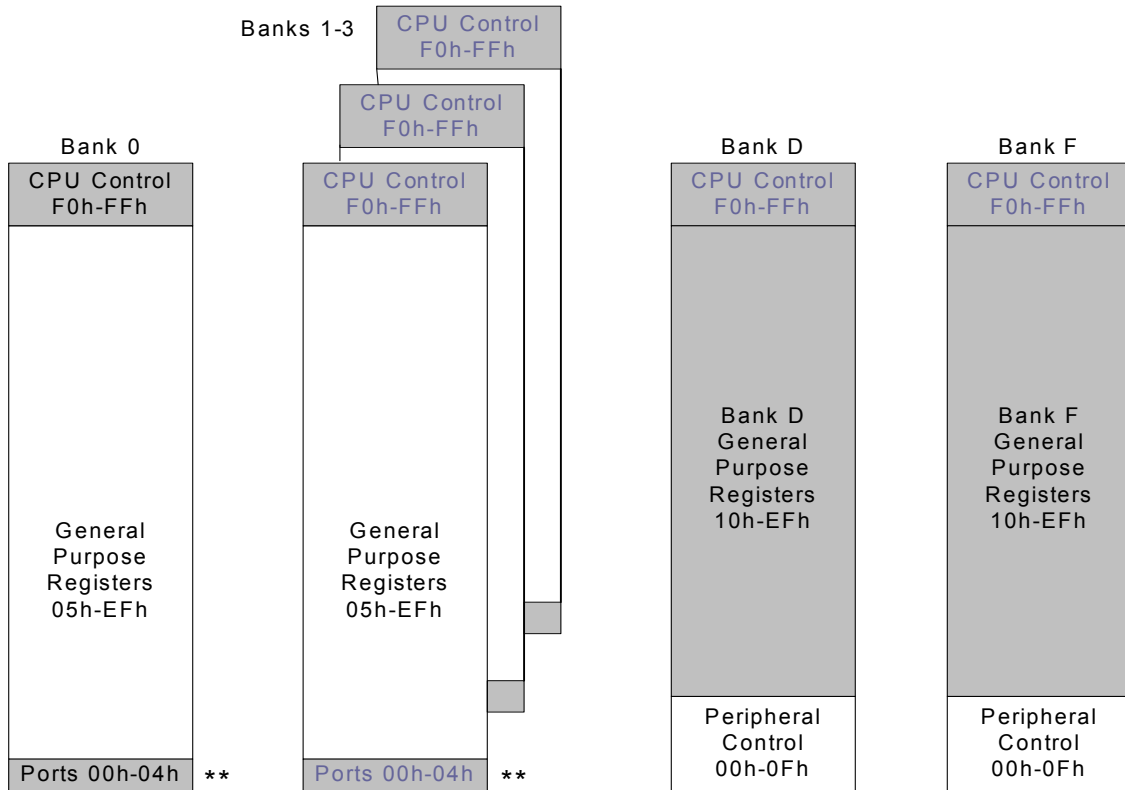 Banks 1-3
CPU Control
F0h-FFh
CPU Control
F0h-FFh
Bank 0
CPU Control
F0h-FFh
General
Purpose
Registers
05h-EFh
Ports 00h-04h
**
CPU Control
F0h-FFh
General
Purpose
Registers
05h-EFh
Ports 00h-04h
**
Bank D
CPU Control
F0h-FFh
Bank D
General
Purpose
Registers
10h-EFh
Peripheral
Control
00h-0Fh
Bank F
CPU Control
F0h-FFh
Bank F
General
Purpose
Registers
10h-EFh
Peripheral
Control
00h-0Fh